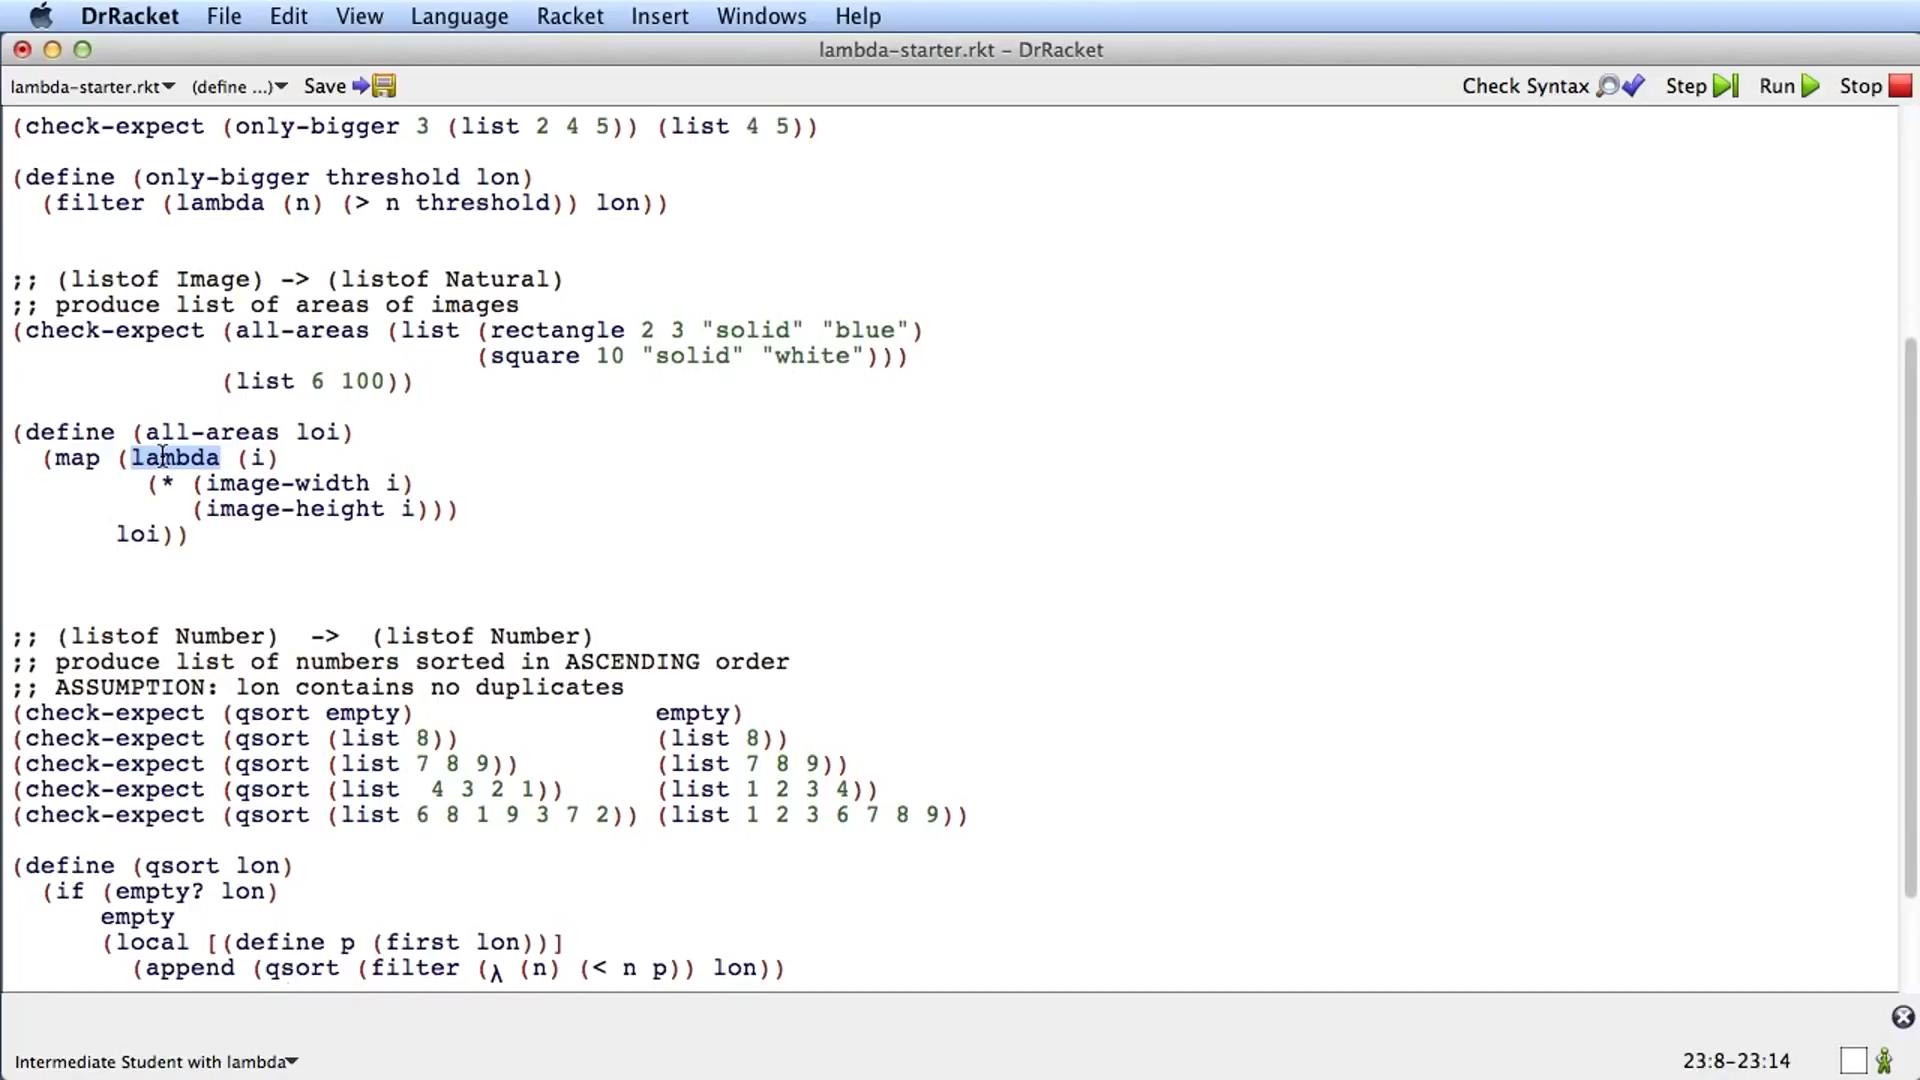 DrRacket File Edit View Language Racket Insert Windows Help
lambda-starter.rkt – DrRacket
lambda-starter.rkt (define ...) Save Check Syntax Step Run Stop
(check-expect (only-bigger 3 (list 2 4 5)) (list 4 5))
(define (only-bigger threshold lon)
(filter (lambda (n) (> n threshold)) lon))
;; (listof Image) -> (listof Natural)
;; produce list of areas of images
(check-expect (all-areas (list (rectangle 2 3 "solid" "blue")
(square 10 "solid" "white")))
(list 6 100))
(define (all-areas loi)
(map (lambda (i)
(* (image-width i)
(image-height i)))
loi))
;; (listof Number)  ->  (listof Number)
;; produce list of numbers sorted in ASCENDING order
;; ASSUMPTION: lon contains no duplicates
(check-expect (qsort empty) empty)
(check-expect (qsort (list 8)) (list 8))
(check-expect (qsort (list 7 8 9)) (list 7 8 9))
(check-expect (qsort (list  4 3 2 1)) (list 1 2 3 4))
(check-expect (qsort (list 6 8 1 9 3 7 2)) (list 1 2 3 6 7 8 9))
(define (qsort lon)
(if (empty? lon)
empty
(local [(define p (first lon))]
(append (qsort (filter (λ (n) (< n p)) lon))
Intermediate Student with lambda 23:8-23:14